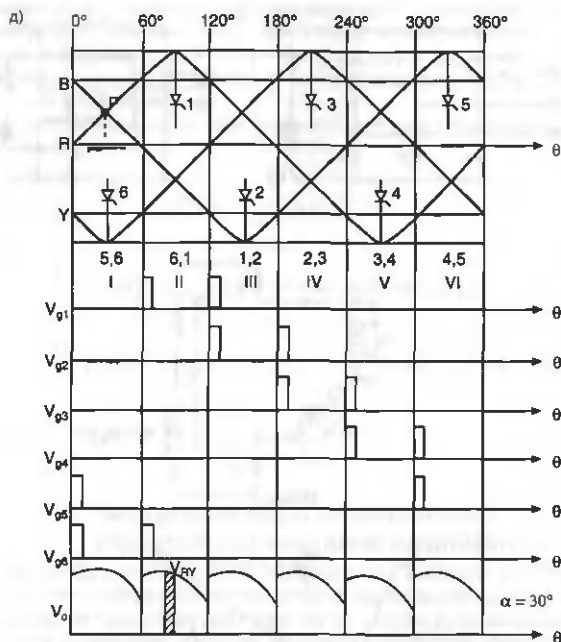 д)
0° 60° 120° 180° 240° 300° 360°
B
P
1 3 5
R θ
6 2 4
Y
5,6 6,1 1,2 2,3 3,4 4,5
I II III IV V VI
Vg1 θ
Vg2 θ
Vg3 θ
Vg4 θ
Vg5 θ
Vg6 θ
VRY
α = 30°
Vo θ